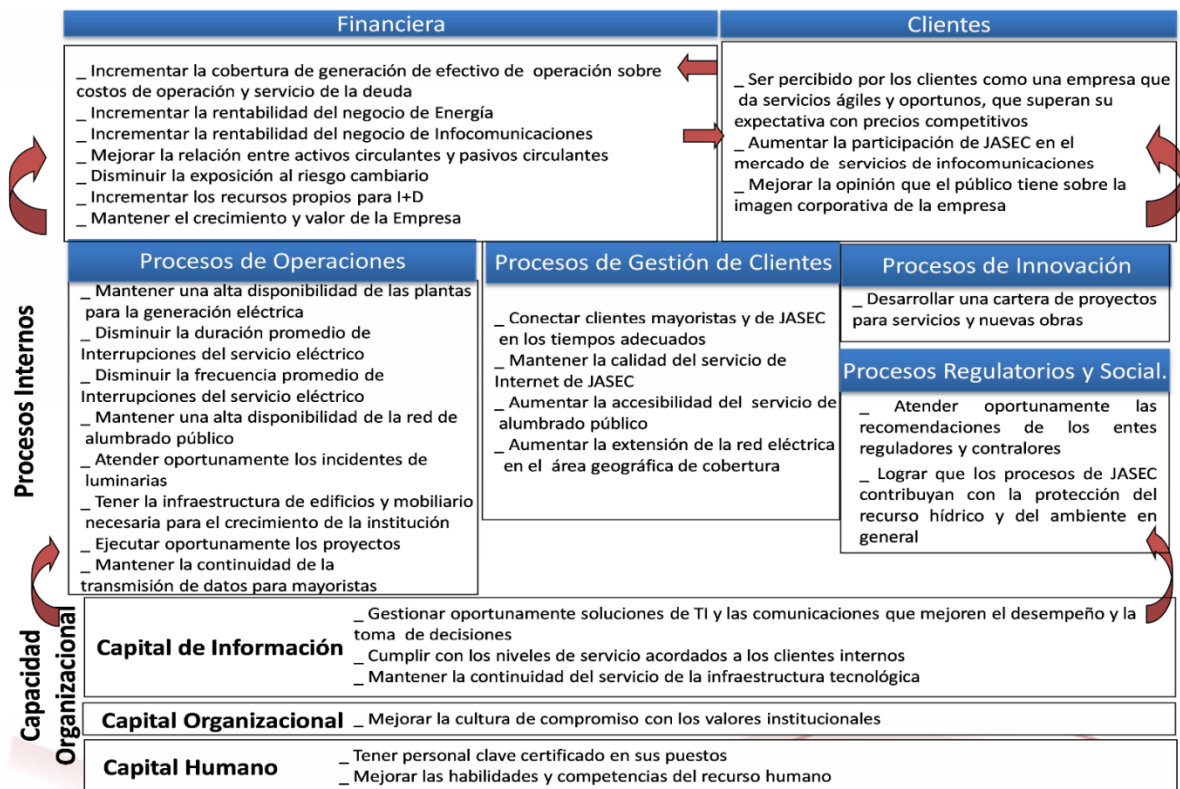 Financiera
_ Incrementar la cobertura de generación de efectivo de operación sobre
costos de operación y servicio de la deuda
_ Incrementar la rentabilidad del negocio de Energía
_ Incrementar la rentabilidad del negocio de Infocomunicaciones
_ Mejorar la relación entre activos circulantes y pasivos circulantes
_ Disminuir la exposición al riesgo cambiario
_ Incrementar los recursos propios para I+D
_ Mantener el crecimiento y valor de la Empresa
Clientes
_ Ser percibido por los clientes como una empresa que
da servicios ágiles y oportunos, que superan su
expectativa con precios competitivos
_ Aumentar la participación de JASEC en el
mercado de servicios de infocomunicaciones
_ Mejorar la opinión que el público tiene sobre la
imagen corporativa de la empresa
Procesos Internos
Procesos de Operaciones
_ Mantener una alta disponibilidad de las plantas
para la generación eléctrica
_ Disminuir la duración promedio de
Interrupciones del servicio eléctrico
_ Disminuir la frecuencia promedio de
Interrupciones del servicio eléctrico
_ Mantener una alta disponibilidad de la red de
alumbrado público
_ Atender oportunamente los incidentes de
luminarias
_ Tener la infraestructura de edificios y mobiliario
necesaria para el crecimiento de la institución
_ Ejecutar oportunamente los proyectos
_ Mantener la continuidad de la
transmisión de datos para mayoristas
Procesos de Gestión de Clientes
_ Conectar clientes mayoristas y de JASEC
en los tiempos adecuados
_ Mantener la calidad del servicio de
Internet de JASEC
_ Aumentar la accesibilidad del servicio de
alumbrado público
_ Aumentar la extensión de la red eléctrica
en el área geográfica de cobertura
Procesos de Innovación
_ Desarrollar una cartera de proyectos
para servicios y nuevas obras
Procesos Regulatorios y Social.
_ Atender oportunamente las
recomendaciones de los entes
reguladores y contralores
_ Lograr que los procesos de JASEC
contribuyan con la protección del
recurso hídrico y del ambiente en
general
Capacidad
Organizacional
Capital de Información
_ Gestionar oportunamente soluciones de TI y las comunicaciones que mejoren el desempeño y la
toma de decisiones
_ Cumplir con los niveles de servicio acordados a los clientes internos
_ Mantener la continuidad del servicio de la infraestructura tecnológica
Capital Organizacional
_ Mejorar la cultura de compromiso con los valores institucionales
Capital Humano
_ Tener personal clave certificado en sus puestos
_ Mejorar las habilidades y competencias del recurso humano